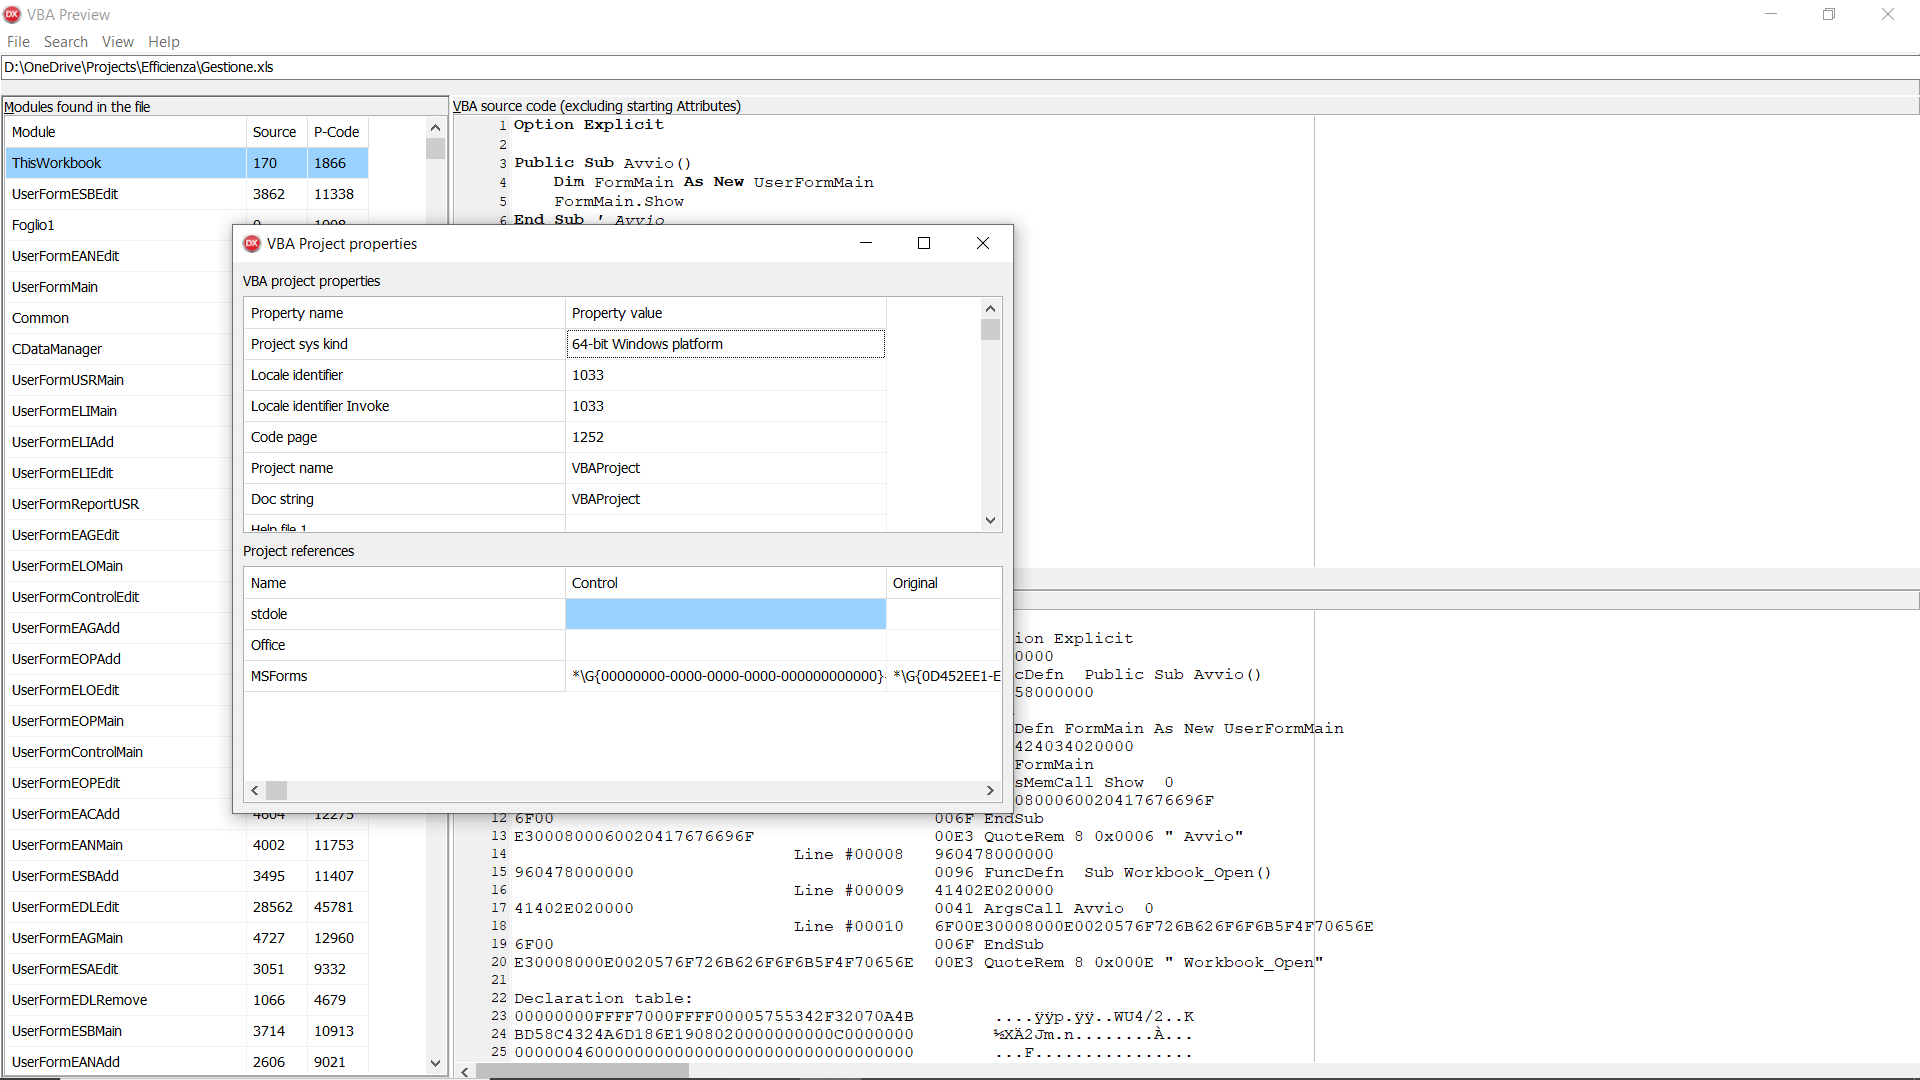 VBA Preview
File Search View Help
D:\OneDrive\Projects\Efficienza\Gestione.xls
Modules found in the file
Module Source P-Code
ThisWorkbook 170 1866
UserFormESBEdit 3862 11338
Foglio1
UserFormEANEdit
UserFormMain
Common
CDataManager
UserFormUSRMain
UserFormELIMain
UserFormELIAdd
UserFormELIEdit
UserFormReportUSR
UserFormEAGEdit
UserFormELOMain
UserFormControlEdit
UserFormEAGAdd
UserFormEOPAdd
UserFormELOEdit
UserFormEOPMain
UserFormControlMain
UserFormEOPEdit
UserFormEACAdd 4604 12273
UserFormEANMain 4002 11753
UserFormESBAdd 3495 11407
UserFormEDLEdit 28562 45781
UserFormEAGMain 4727 12960
UserFormESAEdit 3051 9332
UserFormEDLRemove 1066 4679
UserFormESBMain 3714 10913
UserFormEANAdd 2606 9021
VBA source code (excluding starting Attributes)
1 Option Explicit
2
3 Public Sub Avvio()
4 Dim FormMain As New UserFormMain
5 FormMain.Show
6 End Sub ' Avvio
VBA Project properties
VBA project properties
Property name Property value
Project sys kind 64-bit Windows platform
Locale identifier 1033
Locale identifier Invoke 1033
Code page 1252
Project name VBAProject
Doc string VBAProject
Help file 1
Project references
Name Control Original
stdole
Office
MSForms *\G{00000000-0000-0000-0000-000000000000} *\G{0D452EE1-E
ion Explicit
0000
cDefn Public Sub Avvio()
58000000
Defn FormMain As New UserFormMain
424034020000
FormMain
sMemCall Show 0
080006002041767 6696F
12 6F00 006F EndSub
13 E30008000600204176676696F 00E3 QuoteRem 8 0x0006 " Avvio"
14 Line #00008 960478000000
15 960478000000 0096 FuncDefn Sub Workbook_Open()
16 Line #00009 41402E020000
17 41402E020000 0041 ArgsCall Avvio 0
18 Line #00010 6F00E30008000E0020576F726B626F6F6B5F4F70656E
19 6F00 006F EndSub
20 E30008000E0020576F726B626F6F6B5F4F70656E 00E3 QuoteRem 8 0x000E " Workbook_Open"
21
22 Declaration table:
23 00000000FFFF7000FFFF00005755342F32070A4B ....ÿÿp.ÿÿ..WU4/2..K
24 BD58C4324A6D186E1908020000000000C0000000 ½XÄ2Jm.n........À...
25 0000004600000000000000000000000000000000 ...F................